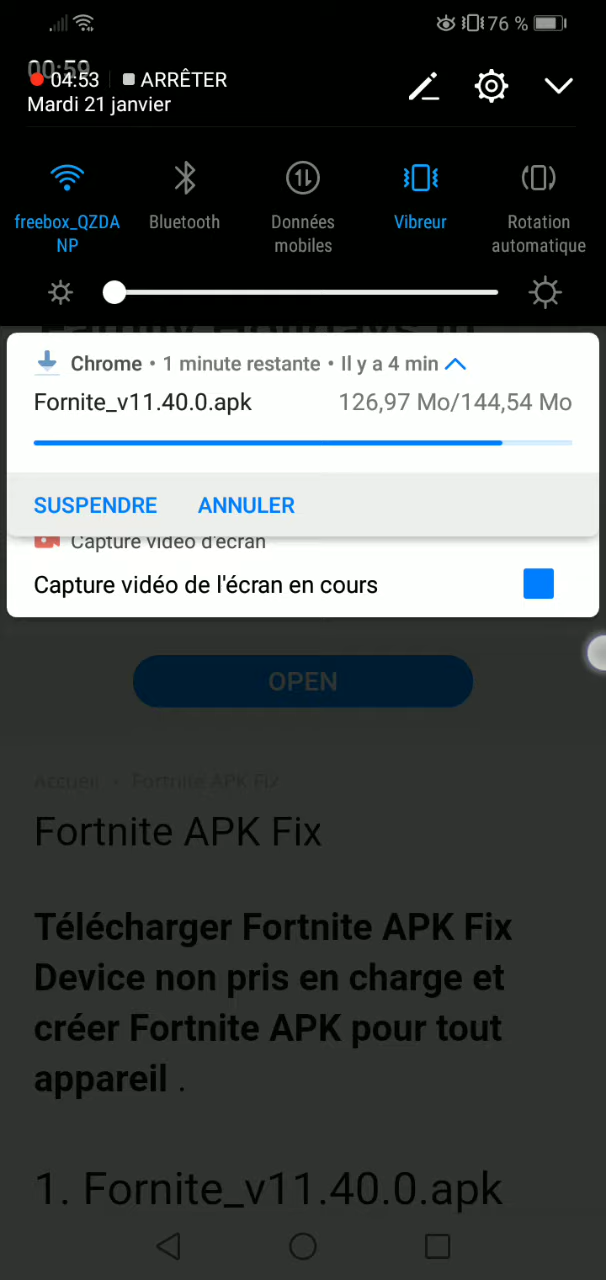 76 %
00:59
04:53 ARRÊTER
Mardi 21 janvier
freebox_QZDA
NP
Bluetooth
Données
mobiles
Vibreur
Rotation
automatique
Chrome • 1 minute restante • Il y a 4 min
Fornite_v11.40.0.apk 126,97 Mo/144,54 Mo
SUSPENDRE ANNULER
Capture vidéo d'écran
Capture vidéo de l'écran en cours
OPEN
Accueil • Fortnite APK Fix
Fortnite APK Fix
Télécharger Fortnite APK Fix
Device non pris en charge et
créer Fortnite APK pour tout
appareil .
1. Fornite_v11.40.0.apk